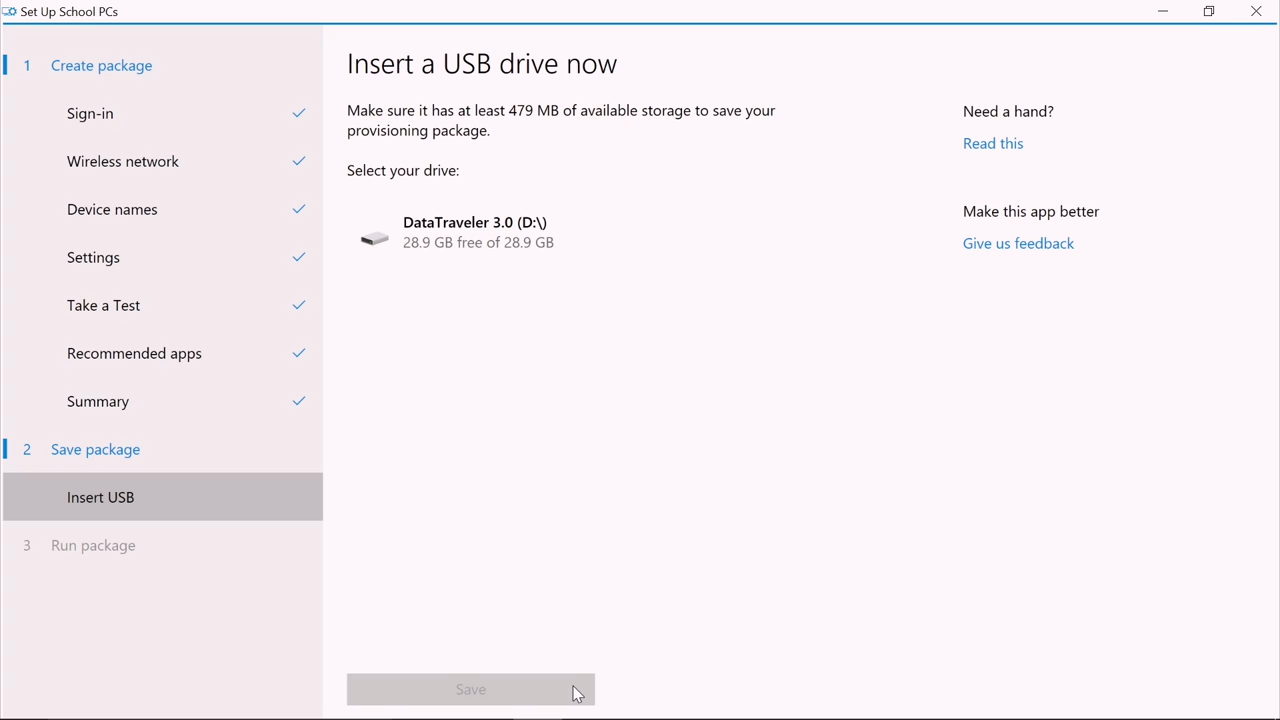 Set Up School PCs
1 Create package
Sign-in
Wireless network
Device names
Settings
Take a Test
Recommended apps
Summary
2 Save package
Insert USB
3 Run package
Insert a USB drive now
Make sure it has at least 479 MB of available storage to save your
provisioning package.
Select your drive:
DataTraveler 3.0 (D:\)
28.9 GB free of 28.9 GB
Save
Need a hand?
Read this
Make this app better
Give us feedback